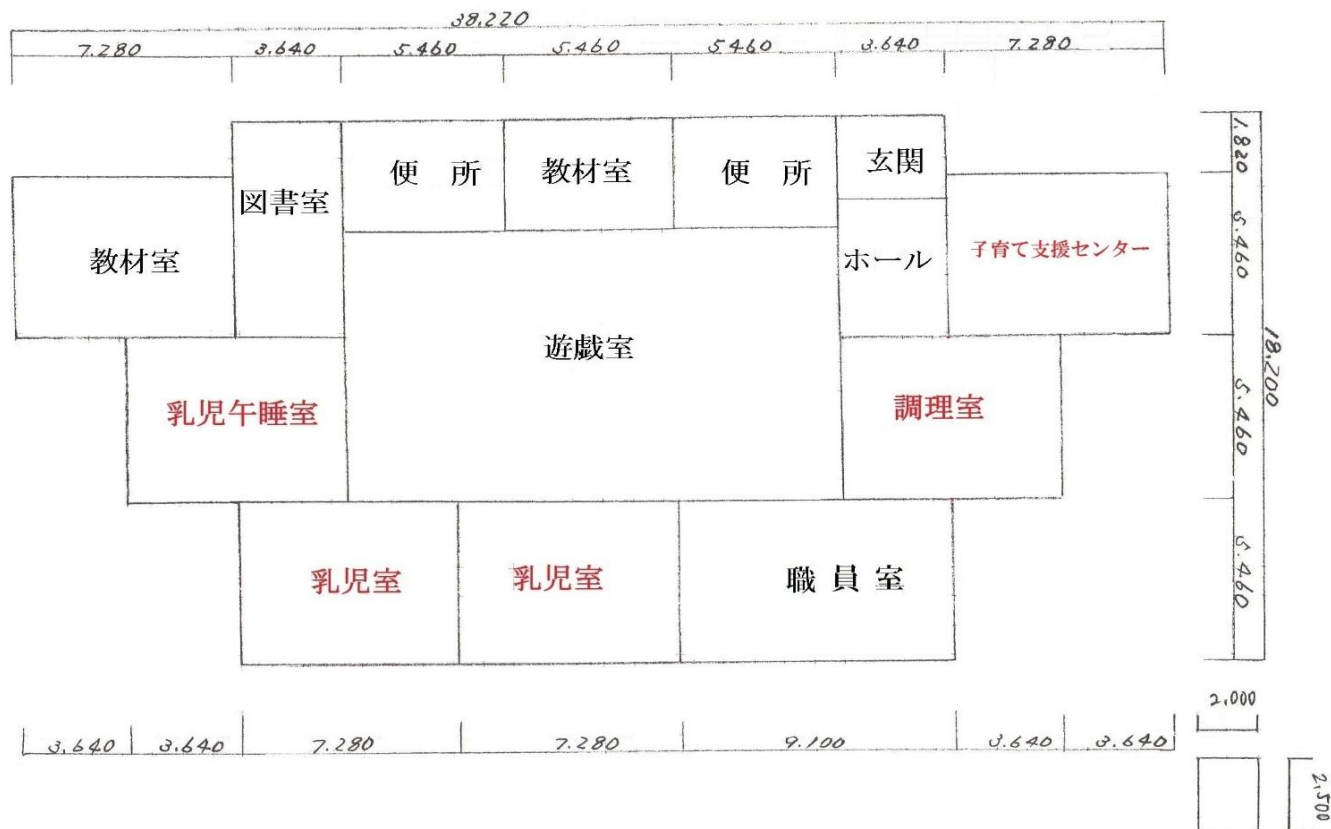 38.220
7.280 3.640 5.460 5.460 5.460 3.640 7.280
1.820
便 所 教材室 便 所 玄関
図書室
5.460
教材室 ホール 子育て支援センター
遊戯室
18.200
乳児午睡室 調理室
5.460
乳児室 乳児室 職 員 室
5.460
2,000
3.640 3.640 7.280 7.280 9.100 3.640 3.640
2,500